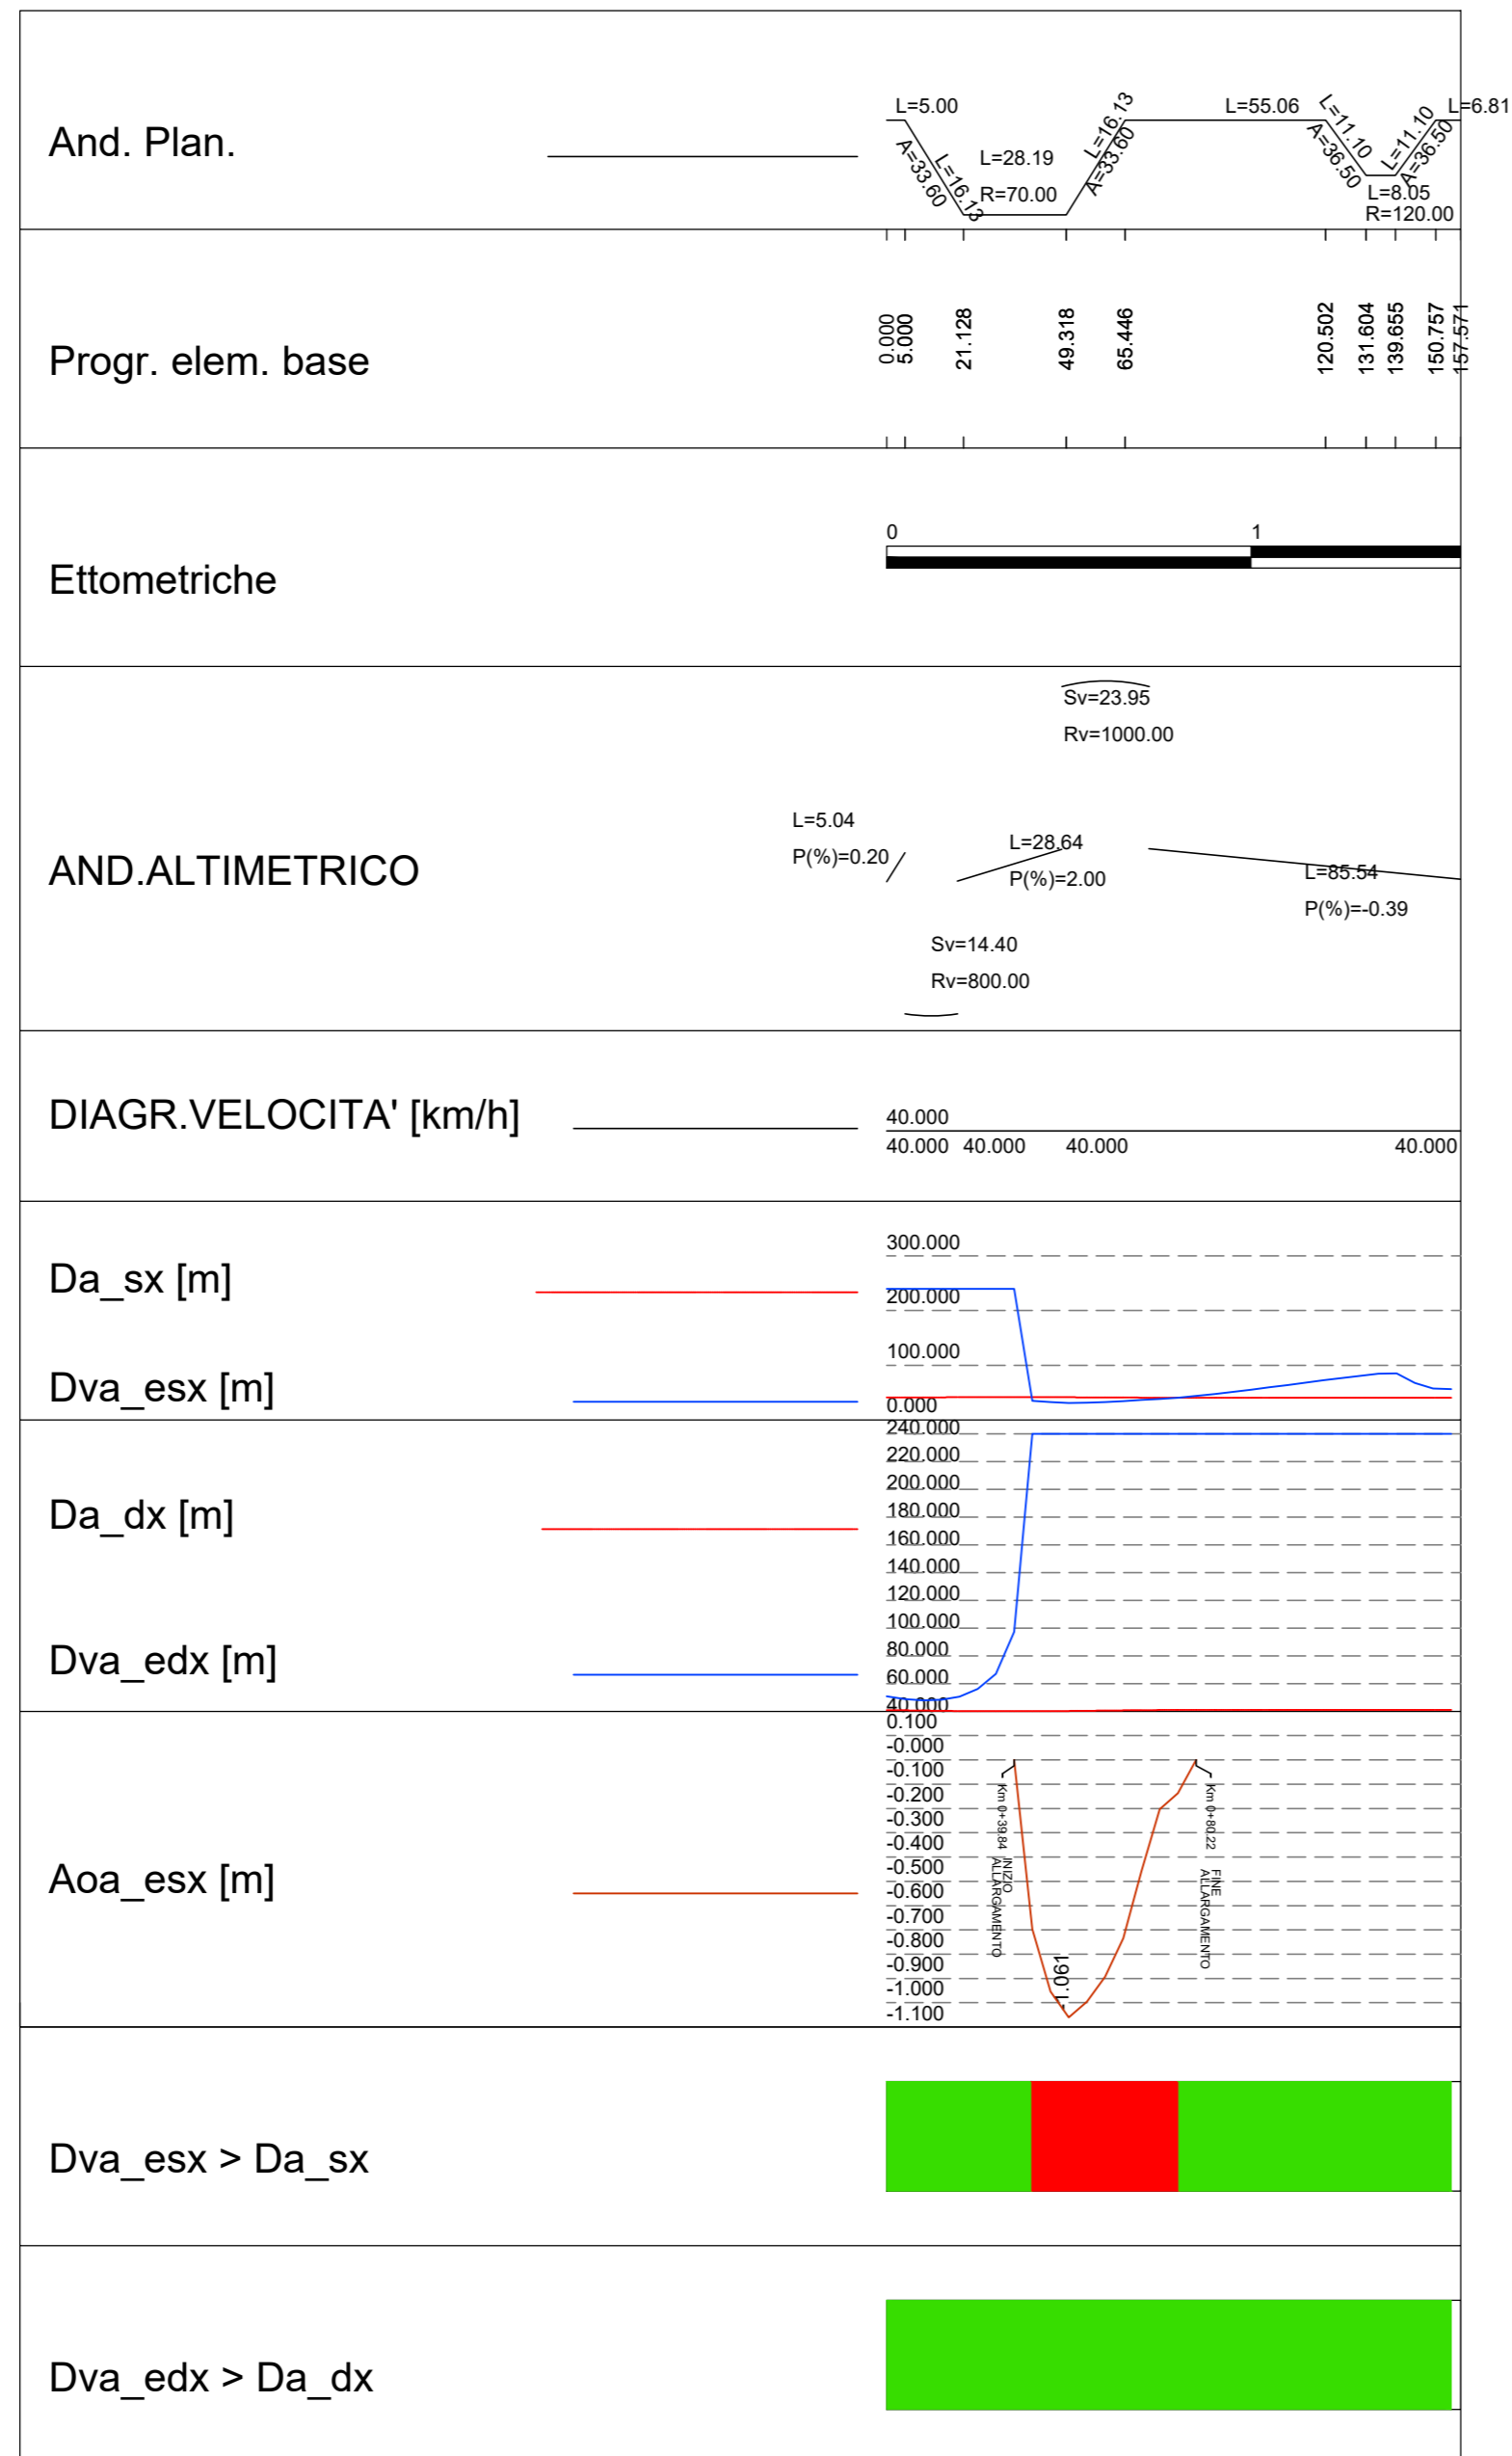 And. Plan.
L=5.00
A=33.60
L=16.13
L=28.19
R=70.00
L=16.13
A=33.60
L=55.06
L=11.10
A=36.50
L=8.05
R=120.00
L=11.10
A=36.50
L=6.81
Progr. elem. base
0.000
5.000
21.128
49.318
65.446
120.502
131.604
139.655
150.757
157.571
Ettometriche
0
1
AND.ALTIMETRICO
Sv=23.95
Rv=1000.00
L=5.04
P(%)=0.20
L=28.64
P(%)=2.00
L=85.54
P(%)=-0.39
Sv=14.40
Rv=800.00
DIAGR.VELOCITA' [km/h]
40.000
40.000 40.000 40.000 40.000
Da_sx [m]
Dva_esx [m]
300.000
200.000
100.000
0.000
Da_dx [m]
Dva_edx [m]
240.000
220.000
200.000
180.000
160.000
140.000
120.000
100.000
80.000
60.000
40.000
Aoa_esx [m]
0.100
-0.000
-0.100
-0.200
-0.300
-0.400
-0.500
-0.600
-0.700
-0.800
-0.900
-1.000
-1.100
Km 0+39.84 INIZIO
ALLARGAMENTO
-1.061
Km 0+80.22 FINE
ALLARGAMENTO
Dva_esx > Da_sx
Dva_edx > Da_dx